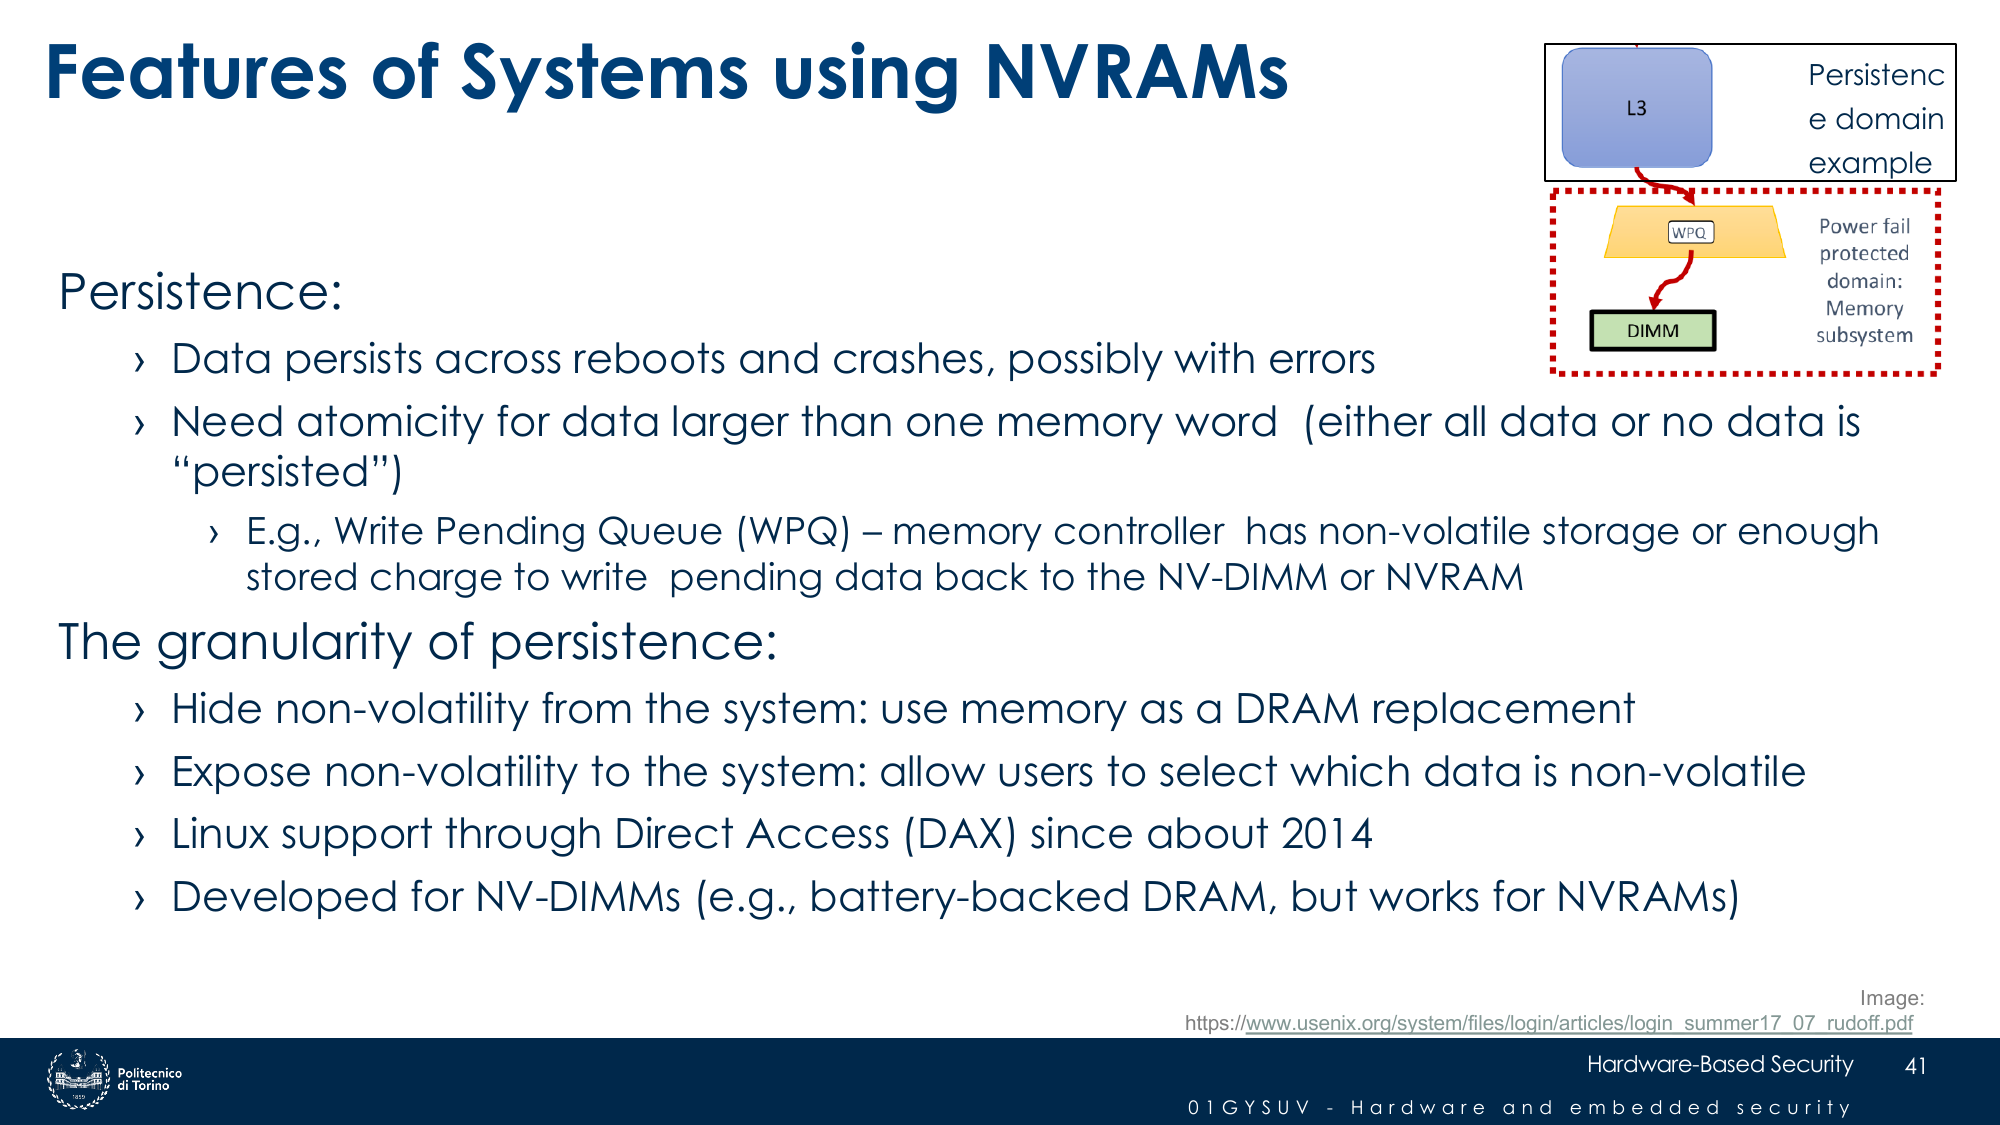 Features of Systems using NVRAMs
L3
Persistenc
e domain
example
WPQ
DIMM
Power fail
protected
domain:
Memory
subsystem
Persistence:
› Data persists across reboots and crashes, possibly with errors
› Need atomicity for data larger than one memory word (either all data or no data is
“persisted”)
› E.g., Write Pending Queue (WPQ) – memory controller has non-volatile storage or enough
stored charge to write pending data back to the NV-DIMM or NVRAM
The granularity of persistence:
› Hide non-volatility from the system: use memory as a DRAM replacement
› Expose non-volatility to the system: allow users to select which data is non-volatile
› Linux support through Direct Access (DAX) since about 2014
› Developed for NV-DIMMs (e.g., battery-backed DRAM, but works for NVRAMs)
Image:
https://www.usenix.org/system/files/login/articles/login_summer17_07_rudoff.pdf
1859
Politecnico
di Torino
Hardware-Based Security 41
01GYSUV - Hardware and embedded security